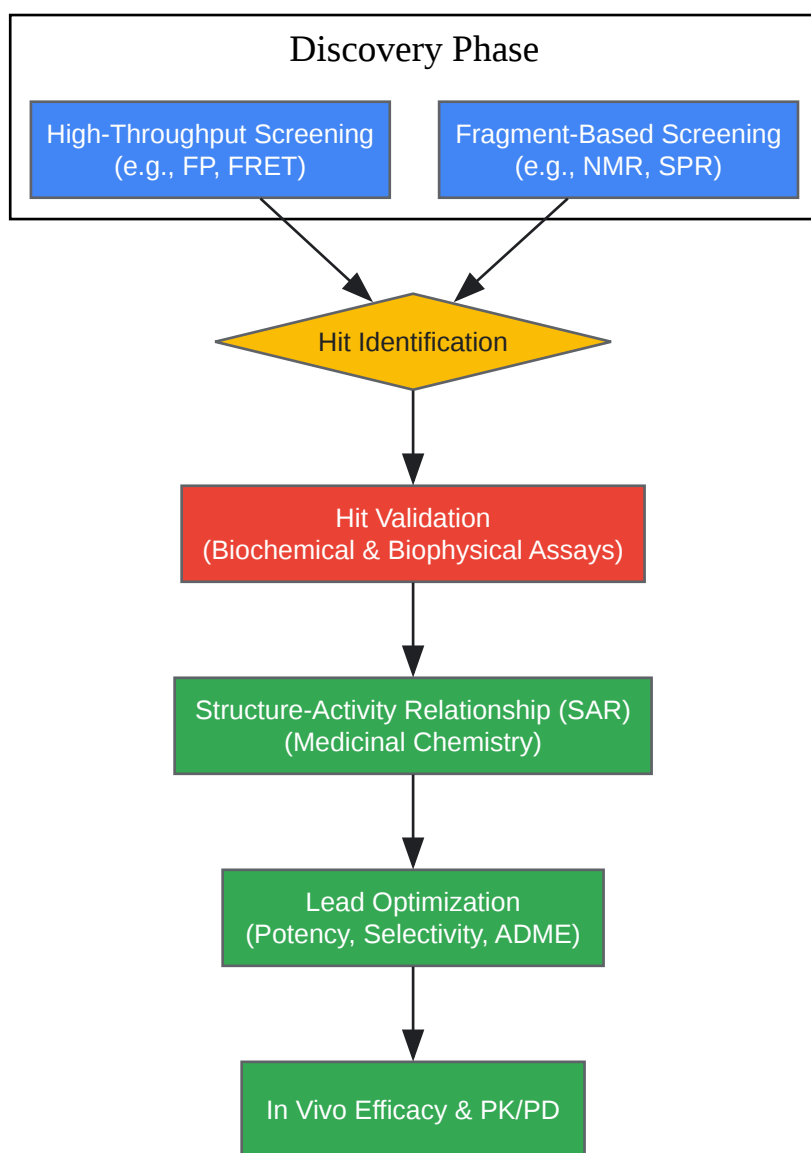 Discovery Phase
High-Throughput Screening
(e.g., FP, FRET)
Fragment-Based Screening
(e.g., NMR, SPR)
Hit Identification
Hit Validation
(Biochemical & Biophysical Assays)
Structure-Activity Relationship (SAR)
(Medicinal Chemistry)
Lead Optimization
(Potency, Selectivity, ADME)
In Vivo Efficacy & PK/PD